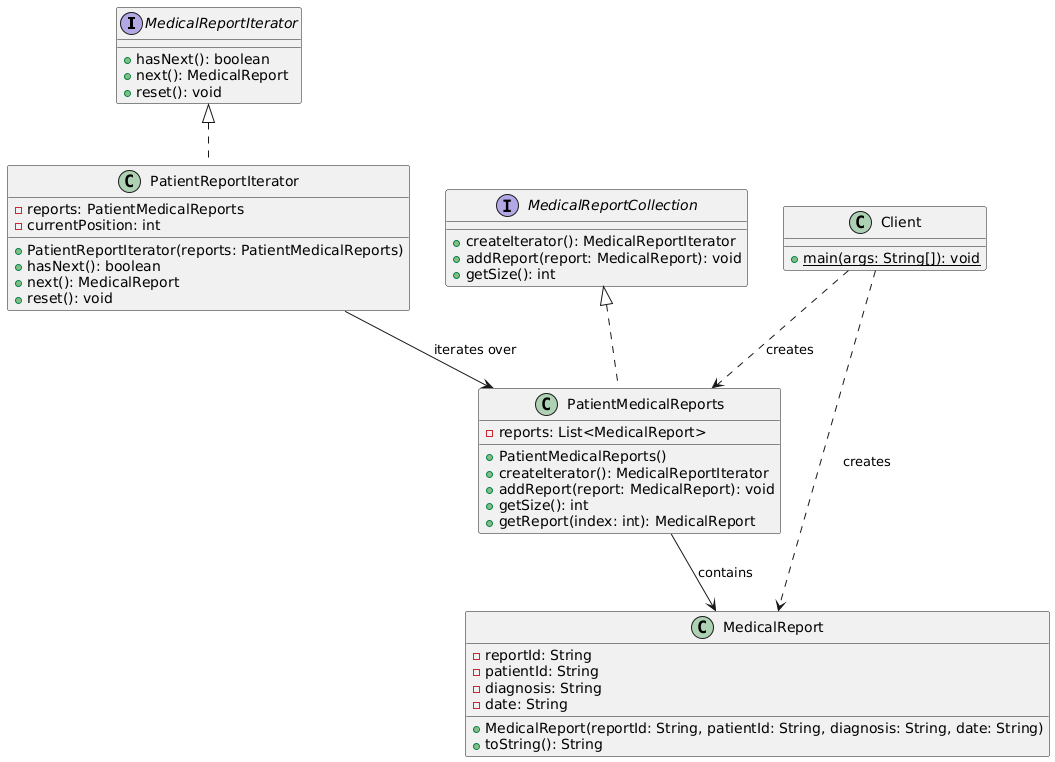 I MedicalReportIterator
hasNext(): boolean
next(): MedicalReport
reset(): void
C PatientReportIterator
reports: PatientMedicalReports
currentPosition: int
PatientReportIterator(reports: PatientMedicalReports)
hasNext(): boolean
next(): MedicalReport
reset(): void
I MedicalReportCollection
createIterator(): MedicalReportIterator
addReport(report: MedicalReport): void
getSize(): int
C Client
main(args: String[]): void
iterates over
creates
C PatientMedicalReports
reports: List<MedicalReport>
PatientMedicalReports()
createIterator(): MedicalReportIterator
addReport(report: MedicalReport): void
getSize(): int
getReport(index: int): MedicalReport
creates
contains
C MedicalReport
reportId: String
patientId: String
diagnosis: String
date: String
MedicalReport(reportId: String, patientId: String, diagnosis: String, date: String)
toString(): String